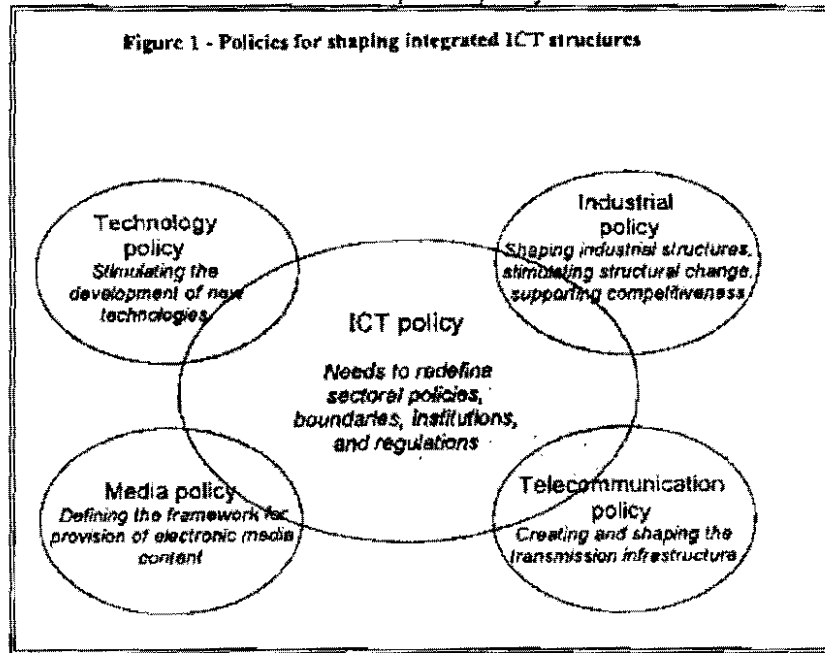 Figure 1 - Policies for shaping integrated ICT structures
Technology
policy
Stimulating the
development of new
technologies
Industrial
policy
Shaping industrial structures,
stimulating structural change,
supporting competitiveness
ICT policy
Needs to redefine
sectoral policies,
boundaries, institutions,
and regulations
Media policy
Defining the framework for
provision of electronic media
content
Telecommunication
policy
Creating and shaping the
transmission infrastructure